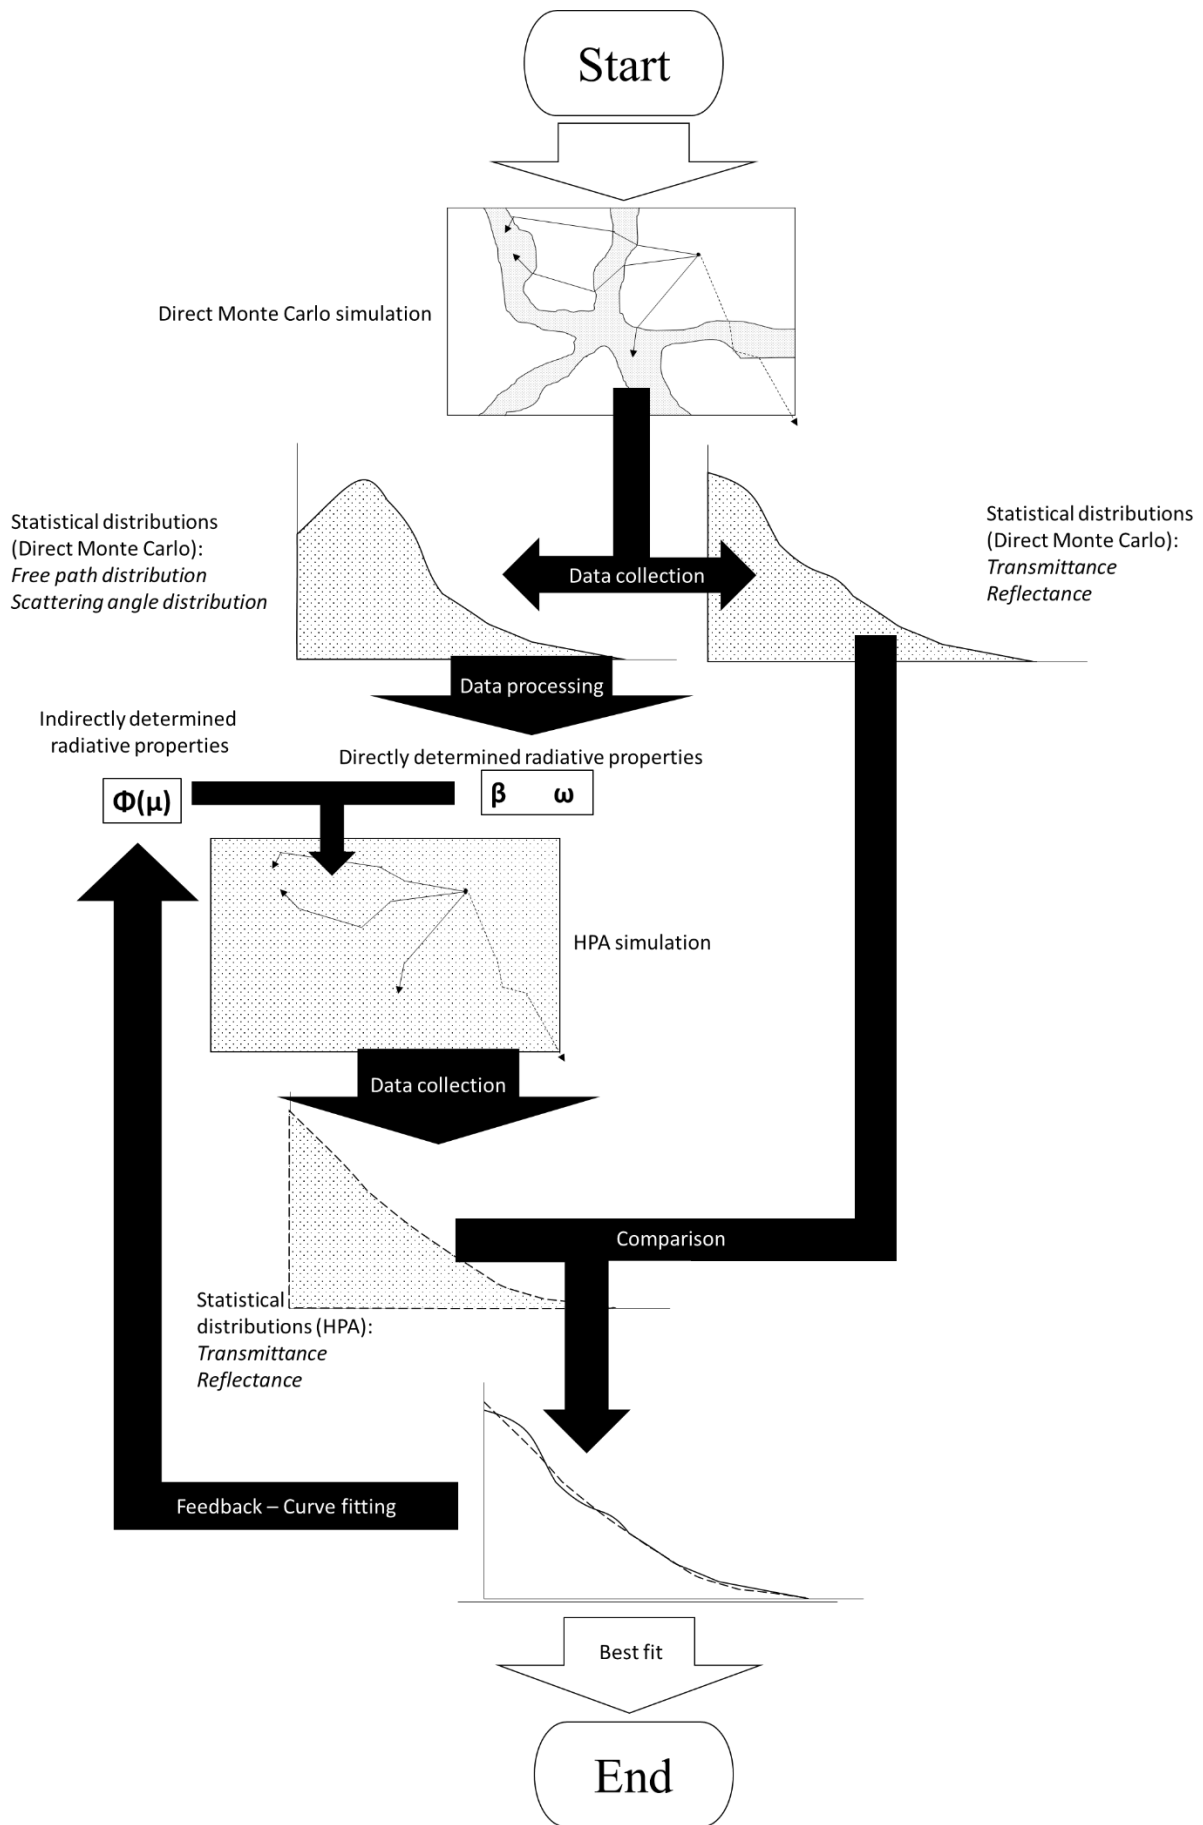 Start
Direct Monte Carlo simulation
Statistical distributions
(Direct Monte Carlo):
Free path distribution
Scattering angle distribution
Data collection
Statistical distributions
(Direct Monte Carlo):
Transmittance
Reflectance
Data processing
Indirectly determined
radiative properties
Directly determined radiative properties
Φ(μ)
β ω
HPA simulation
Data collection
Comparison
Statistical
distributions (HPA):
Transmittance
Reflectance
Feedback – Curve fitting
Best fit
End